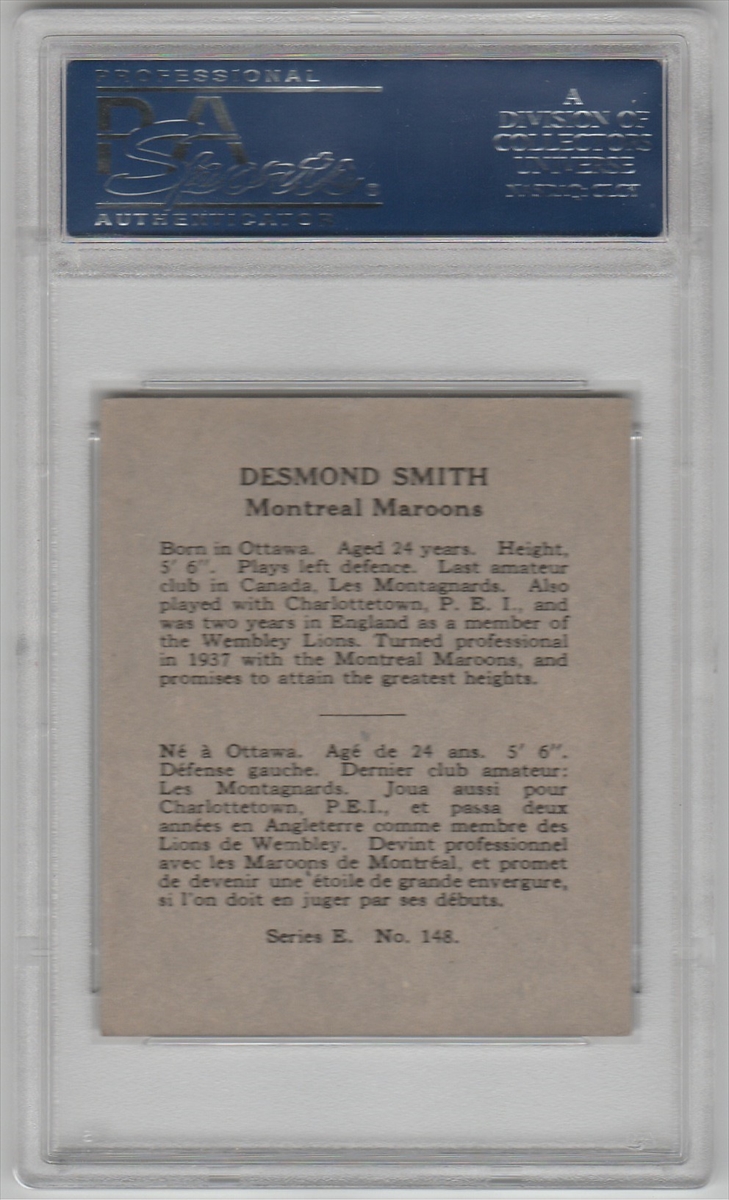 PROFESSIONAL
PSA
Sports
AUTHENTICATOR
A
DIVISION OF
COLLECTORS
UNIVERSE
NASDAQ: CLCT
DESMOND SMITH
Montreal Maroons
Born in Ottawa. Aged 24 years. Height,
5′ 6″. Plays left defence. Last amateur
club in Canada, Les Montagnards. Also
played with Charlottetown, P. E. I., and
was two years in England as a member of
the Wembley Lions. Turned professional
in 1937 with the Montreal Maroons, and
promises to attain the greatest heights.
Né à Ottawa. Agé de 24 ans. 5′ 6″.
Défense gauche. Dernier club amateur:
Les Montagnards. Joua aussi pour
Charlottetown, P.E.I., et passa deux
années en Angleterre comme membre des
Lions de Wembley. Devint professionnel
avec les Maroons de Montréal, et promet
de devenir une étoile de grande envergure,
si l'on doit en juger par ses débuts.
Series E. No. 148.